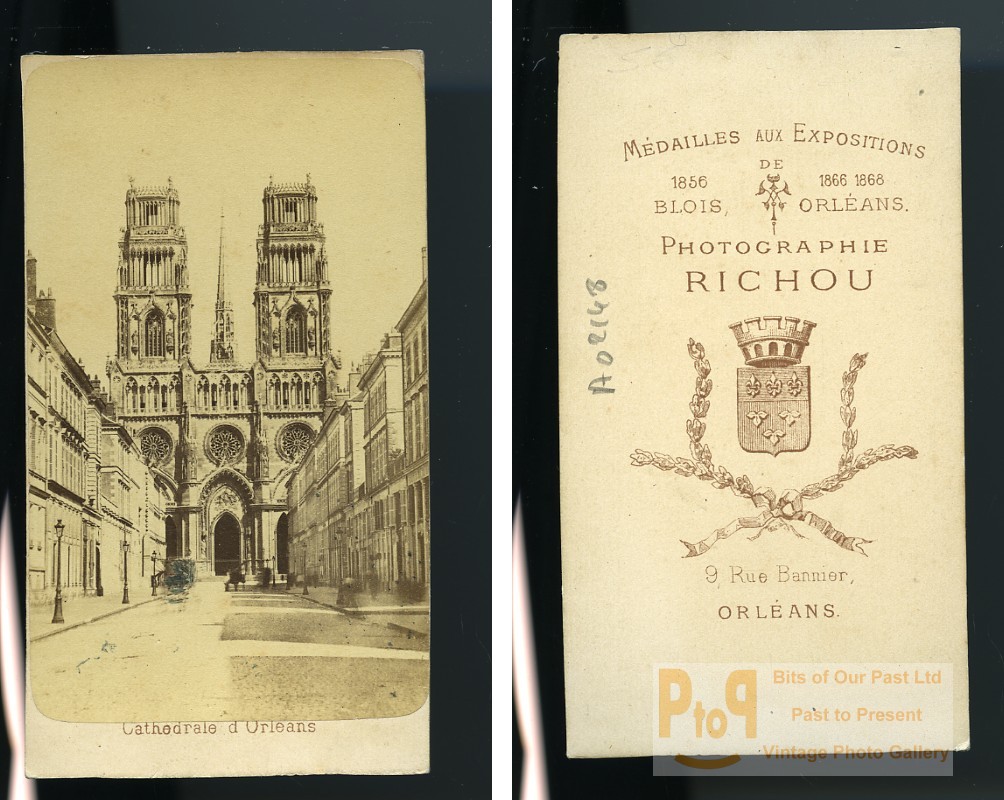 Cathédrale d'Orléans
MÉDAILLES AUX EXPOSITIONS
DE
1856 1866 1868
BLOIS, ORLÉANS.
PHOTOGRAPHIE
RICHOU
A02148
9, Rue Bannier,
ORLÉANS.
PtoP
Bits of Our Past Ltd
Past to Present
Vintage Photo Gallery